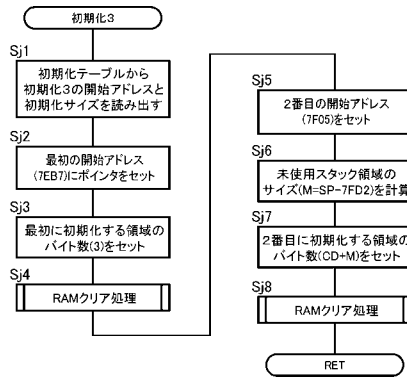 初期化3
Sj1
初期化テーブルから
初期化3の開始アドレスと
初期化サイズを読み出す
Sj2
最初の開始アドレス
(7EB7)にポインタをセット
Sj3
最初に初期化する領域の
バイト数(3)をセット
Sj4
RAMクリア処理
Sj5
2番目の開始アドレス
(7F05)をセット
Sj6
未使用スタック領域の
サイズ(M=SP-7FD2)を計算
Sj7
2番目に初期化する領域の
バイト数(CD+M)をセット
Sj8
RAMクリア処理
RET